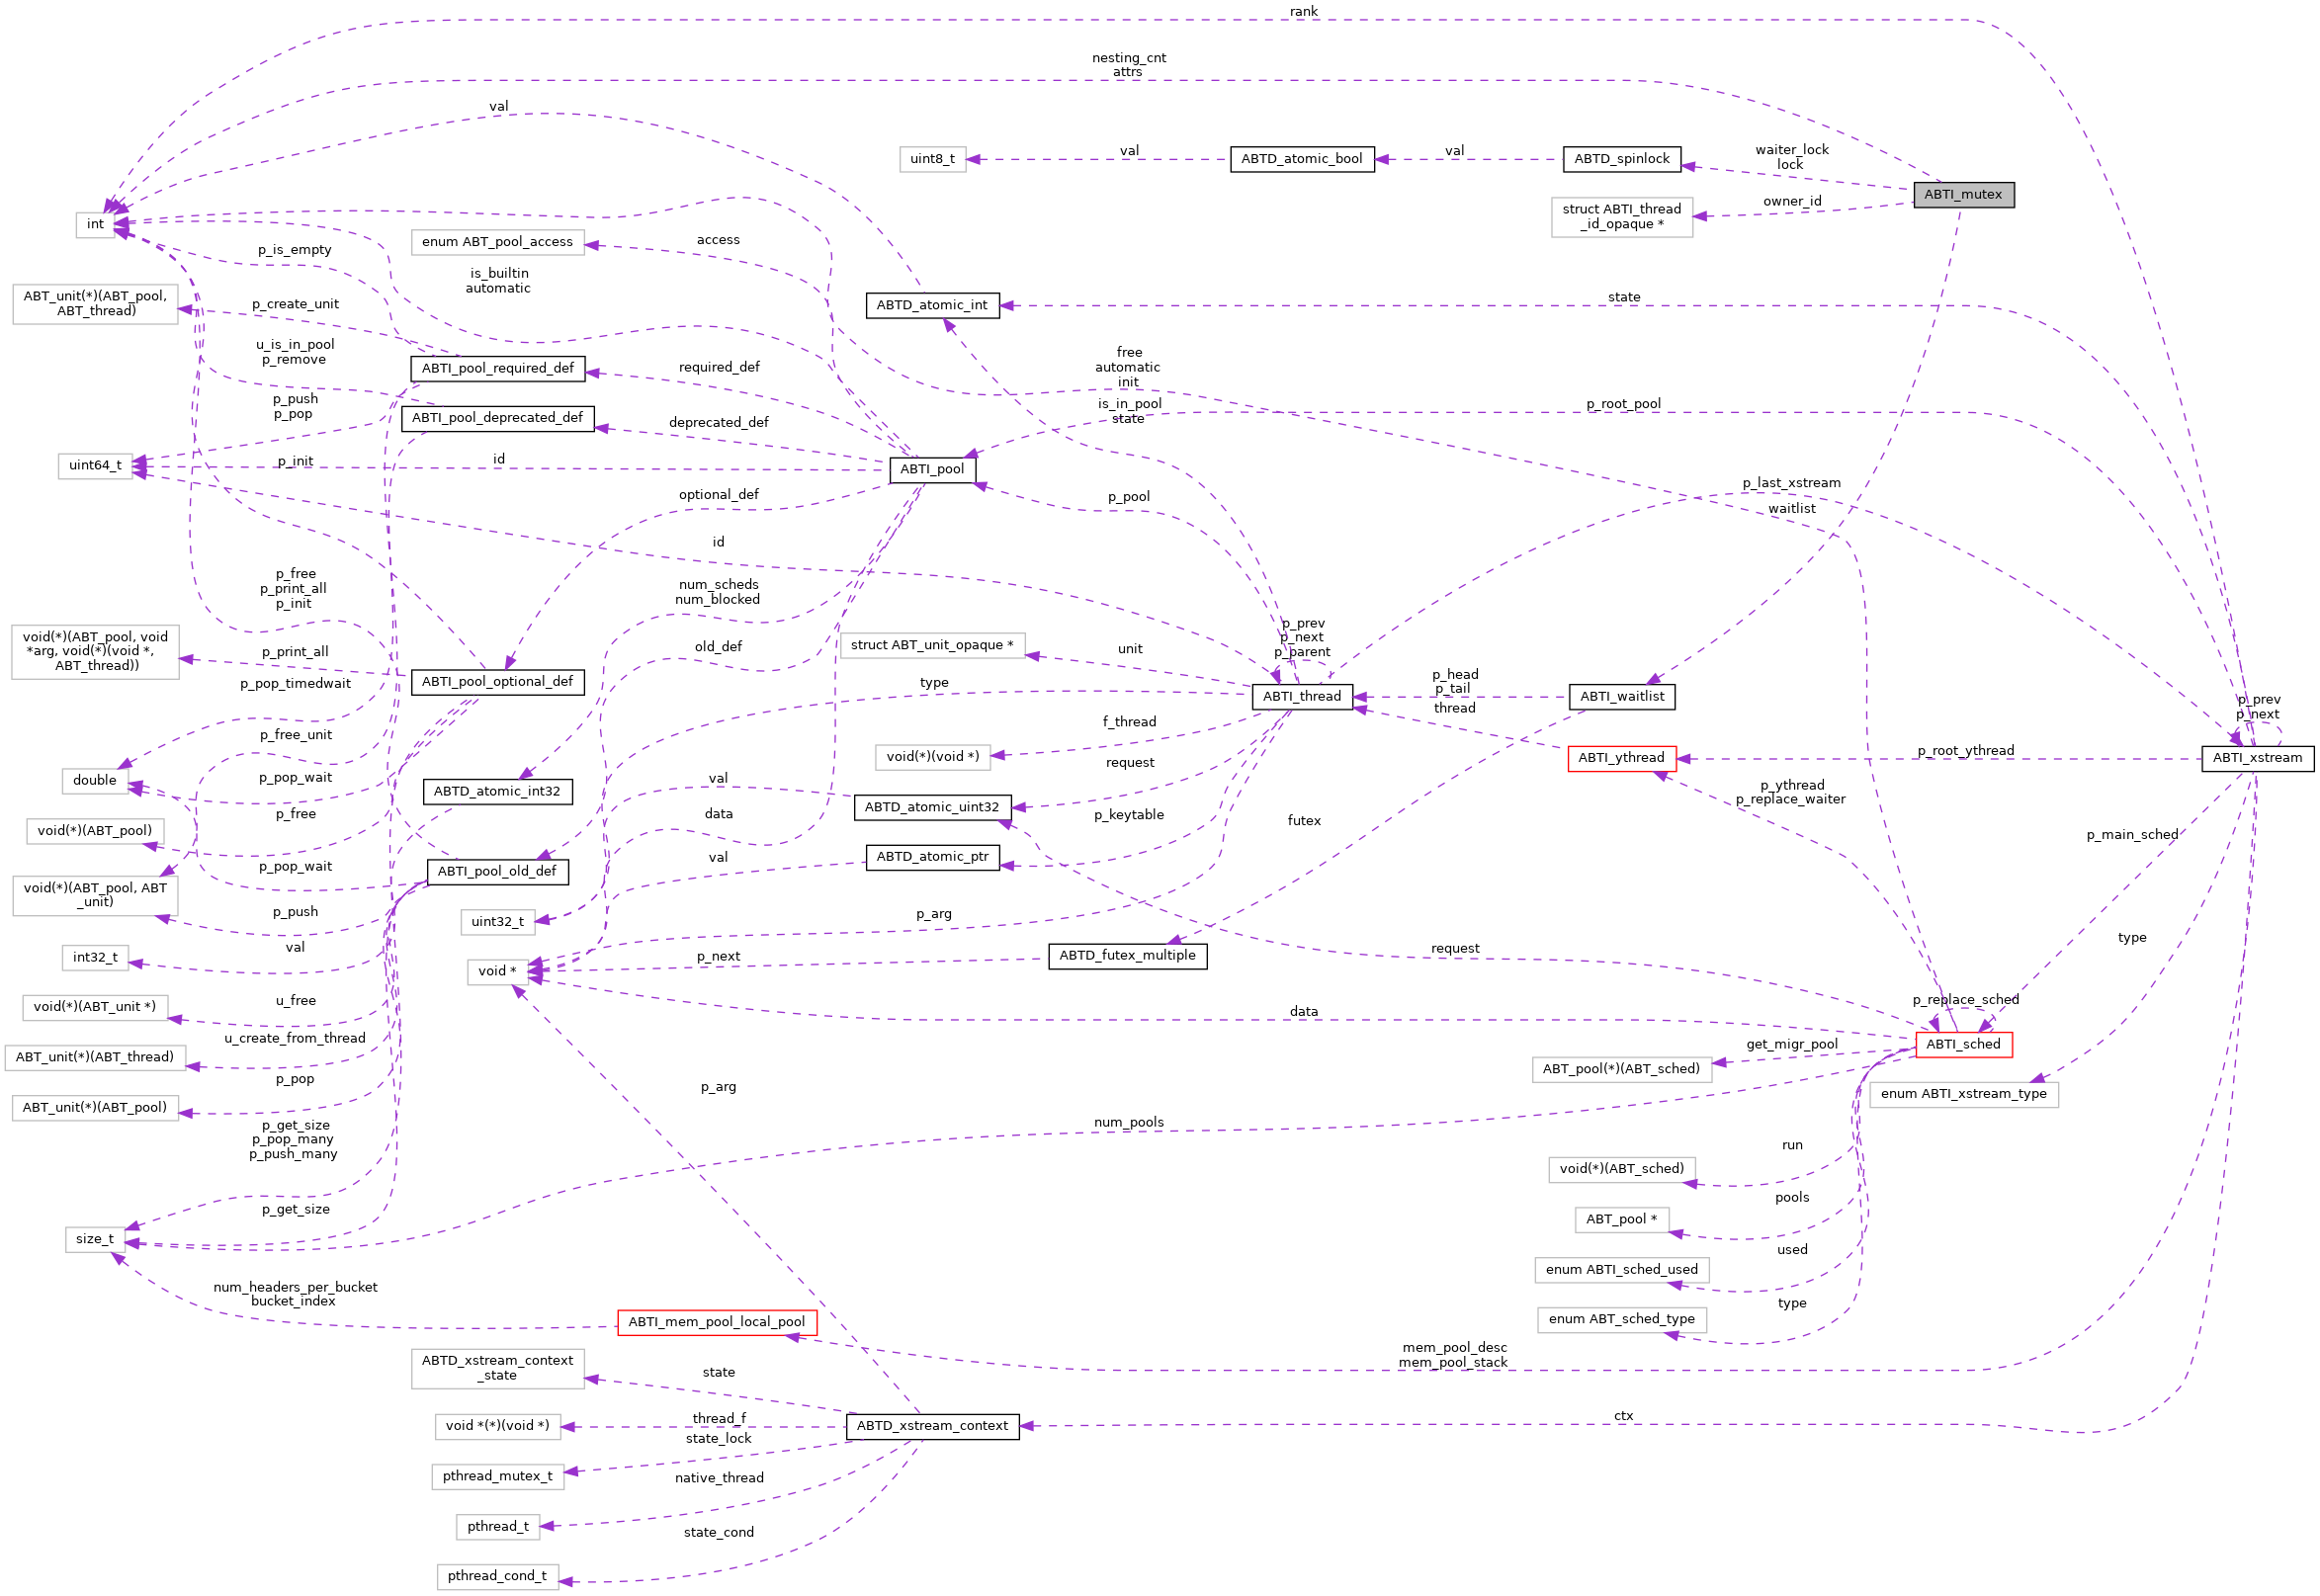 rank
nesting_cnt
attrs
val
uint8_t
val
ABTD_atomic_bool
val
ABTD_spinlock
waiter_lock
lock
ABTI_mutex
struct ABTI_thread
_id_opaque *
owner_id
int
enum ABT_pool_access
access
p_is_empty
is_builtin
automatic
ABT_unit(*)(ABT_pool,
ABT_thread)
p_create_unit
ABTD_atomic_int
state
u_is_in_pool
p_remove
ABTI_pool_required_def
required_def
free
automatic
init
p_push
p_pop
ABTI_pool_deprecated_def
deprecated_def
is_in_pool
state
p_root_pool
uint64_t
p_init
id
ABTI_pool
optional_def
p_pool
p_last_xstream
waitlist
id
p_free
p_print_all
p_init
num_scheds
num_blocked
void(*)(ABT_pool, void
*arg, void(*)(void *,
ABT_thread))
p_print_all
old_def
struct ABT_unit_opaque *
unit
p_prev
p_next
p_parent
p_pop_timedwait
ABTI_pool_optional_def
type
ABTI_thread
p_head
p_tail
thread
ABTI_waitlist
p_prev
p_next
p_free_unit
f_thread
void(*)(void *)
ABTI_ythread
p_root_ythread
ABTI_xstream
double
p_pop_wait
ABTD_atomic_int32
val
request
p_ythread
p_replace_waiter
ABTD_atomic_uint32
void(*)(ABT_pool)
p_free
data
p_keytable
futex
p_main_sched
p_pop_wait
ABTI_pool_old_def
val
ABTD_atomic_ptr
void(*)(ABT_pool, ABT
_unit)
p_push
uint32_t
p_arg
request
type
int32_t
val
void *
p_next
ABTD_futex_multiple
void(*)(ABT_unit *)
u_free
data
p_replace_sched
u_create_from_thread
ABT_unit(*)(ABT_thread)
get_migr_pool
ABTI_sched
ABT_pool(*)(ABT_sched)
p_pop
ABT_unit(*)(ABT_pool)
p_arg
enum ABTI_xstream_type
p_get_size
p_pop_many
p_push_many
num_pools
run
void(*)(ABT_sched)
p_get_size
pools
ABT_pool *
size_t
used
enum ABTI_sched_used
num_headers_per_bucket
bucket_index
ABTI_mem_pool_local_pool
type
enum ABT_sched_type
mem_pool_desc
mem_pool_stack
ABTD_xstream_context
_state
state
void *(*)(void *)
thread_f
ABTD_xstream_context
ctx
state_lock
pthread_mutex_t
native_thread
pthread_t
state_cond
pthread_cond_t